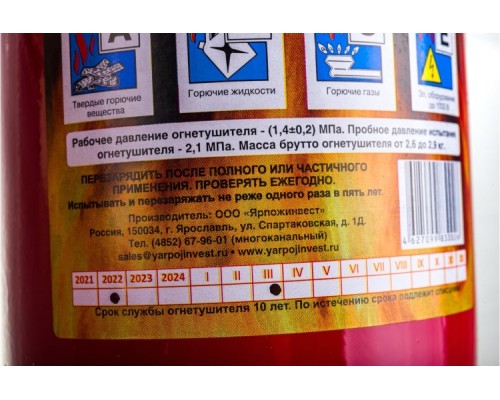 A
C
E
Твердые горючие
вещества
Горючие жидкости
Горючие газы
Эл. оборудование
Рабочее давление огнетушителя - (1,4±0,2) МПа. Пробное давление испытания
огнетушителя - 2,1 МПа. Масса брутто огнетушителя от 2,6 до 2,9 кг.
ПЕРЕЗАРЯДИТЬ ПОСЛЕ ПОЛНОГО ИЛИ ЧАСТИЧНОГО
ПРИМЕНЕНИЯ. ПРОВЕРЯТЬ ЕЖЕГОДНО.
Испытывать и перезаряжать не реже одного раза в пять лет.
Производитель: ООО «Ярпожинвест»
Россия, 150034, г. Ярославль, ул. Спартаковская, д. 1Д.
Тел. (4852) 67-96-01 (многоканальный)
sales@yarpojinvest.ru • www.yarpojinvest.ru
2021 2022 2023 2024 I II III IV V VI VII VIII IX X XI XII
Срок службы огнетушителя 10 лет. По истечению срока подлежит списанию